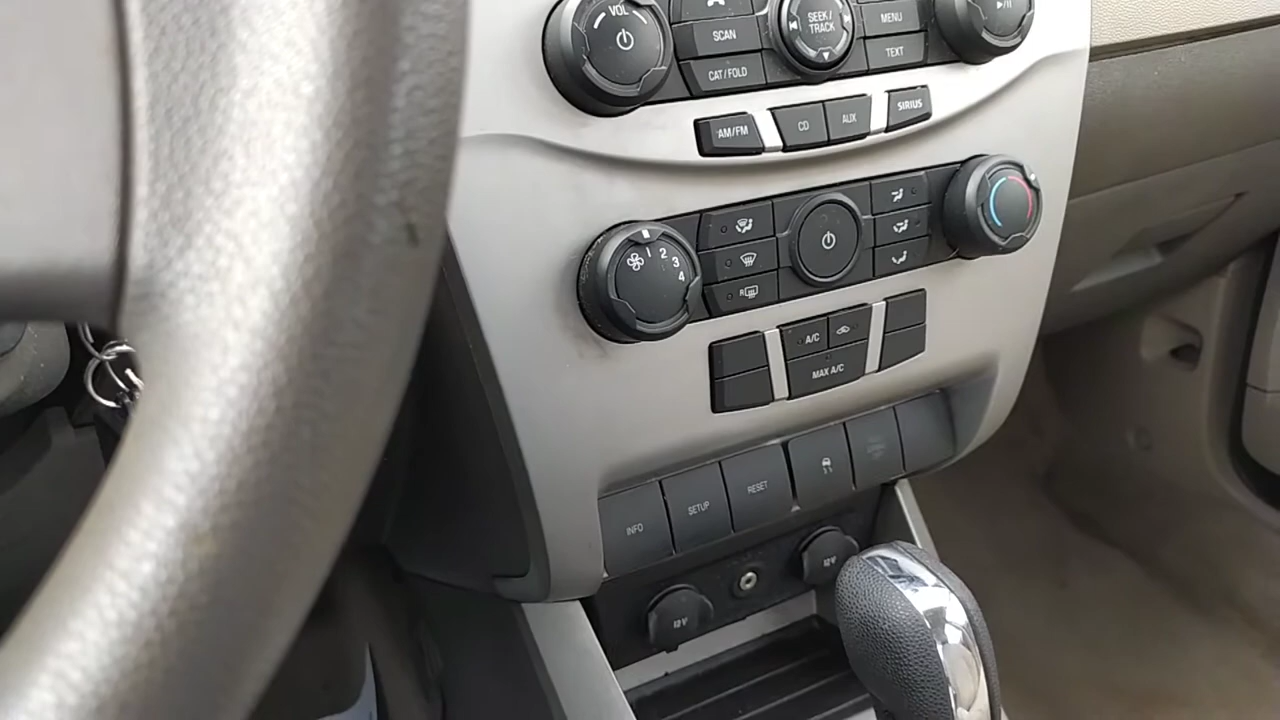 VOL
SEEK/
TRACK
MENU
SCAN
TEXT
CAT/FOLD
AM/FM
CD
AUX
SIRIUS
1 2 3 4
R
A/C
MAX A/C
INFO
SETUP
RESET
12V
12V